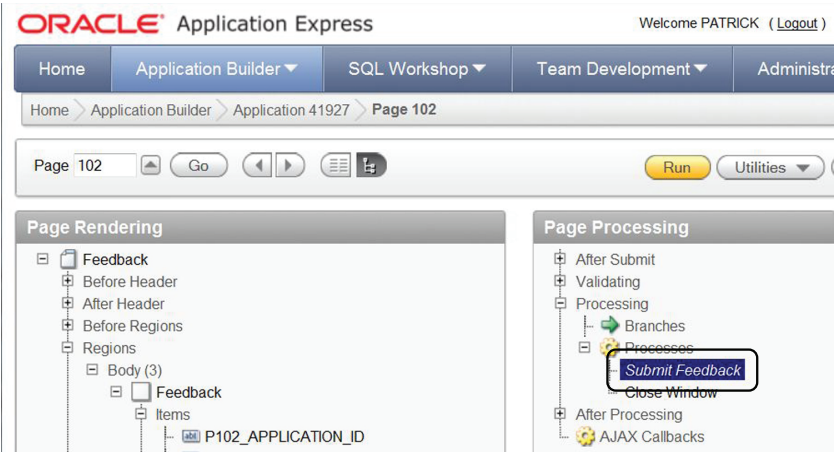 ORACLE Application Express Welcome PATRICK ( Logout )
Home Application Builder SQL Workshop Team Development
Home Application Builder Application 41927 Page 102
Page 102 Go Run Utilities
Page Rendering
Feedback
Before Header
After Header
Before Regions
Regions
Body (3)
Feedback
Items
P102_APPLICATION_ID
Page Processing
After Submit
Validating
Processing
Branches
Processes
Submit Feedback
Close Window
After Processing
AJAX Callbacks